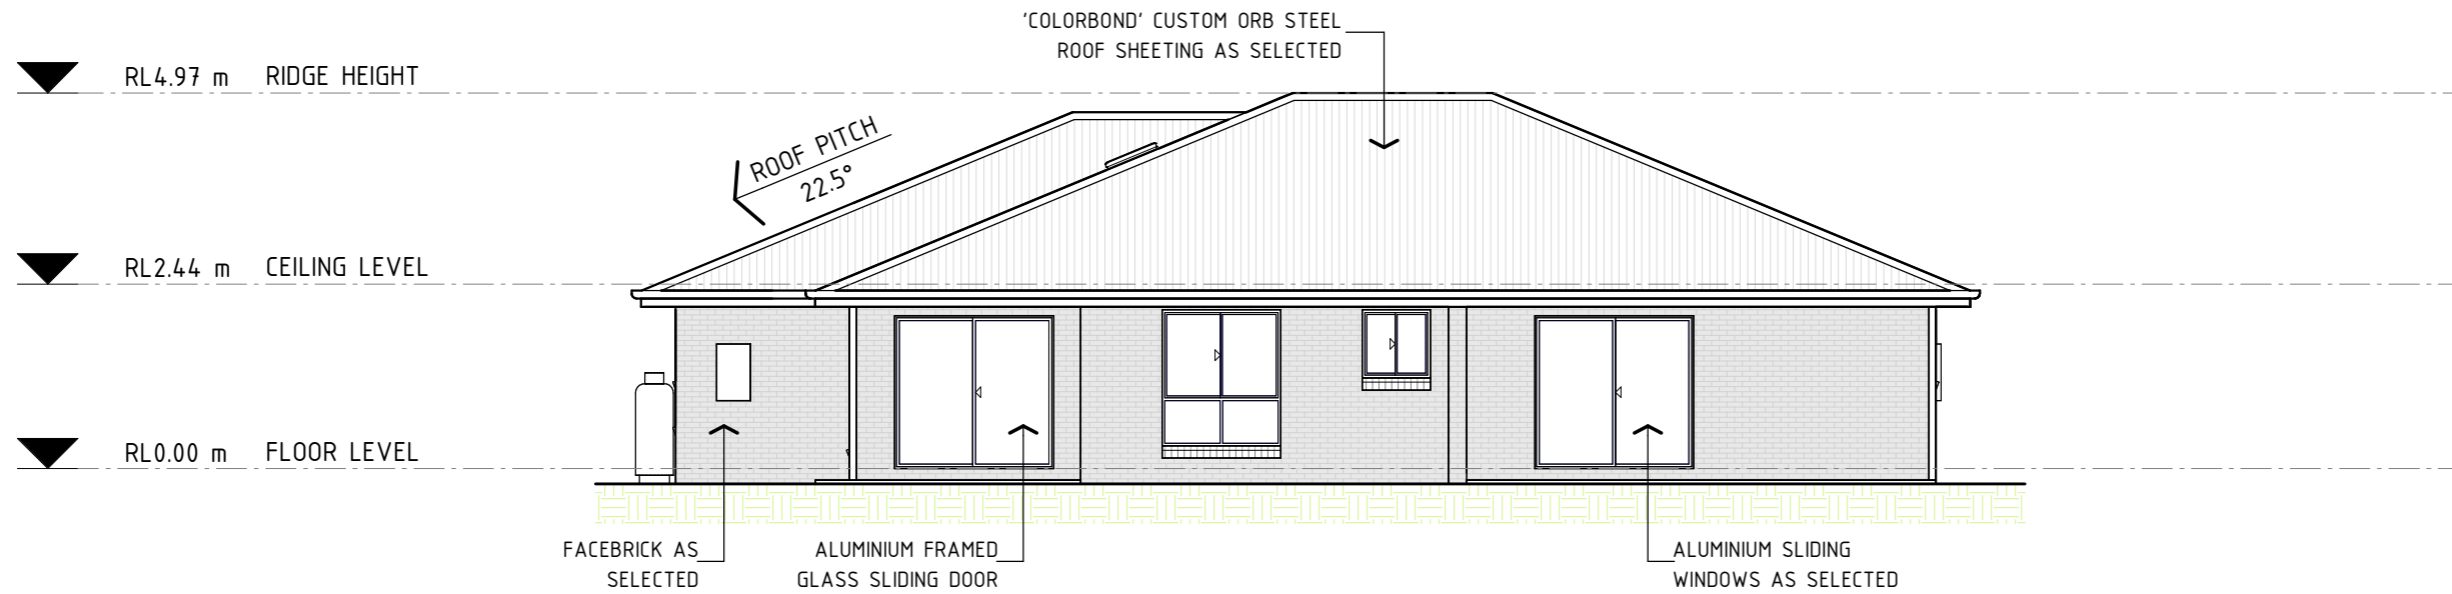 'COLORBOND' CUSTOM ORB STEEL
ROOF SHEETING AS SELECTED
RL4.97 m RIDGE HEIGHT
ROOF PITCH
22.5°
RL2.44 m CEILING LEVEL
RL0.00 m FLOOR LEVEL
FACEBRICK AS
SELECTED
ALUMINIUM FRAMED
GLASS SLIDING DOOR
ALUMINIUM SLIDING
WINDOWS AS SELECTED